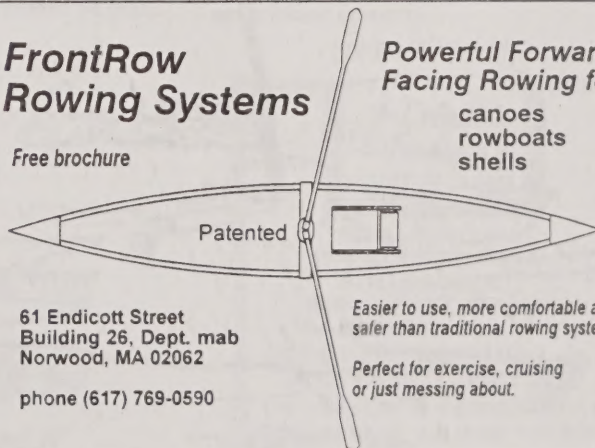 FrontRow
Rowing Systems
Free brochure
Powerful Forwar
Facing Rowing f
canoes
rowboats
shells
Patented
61 Endicott Street
Building 26, Dept. mab
Norwood, MA 02062
phone (617) 769-0590
Easier to use, more comfortable a
safer than traditional rowing syste
Perfect for exercise, cruising
or just messing about.